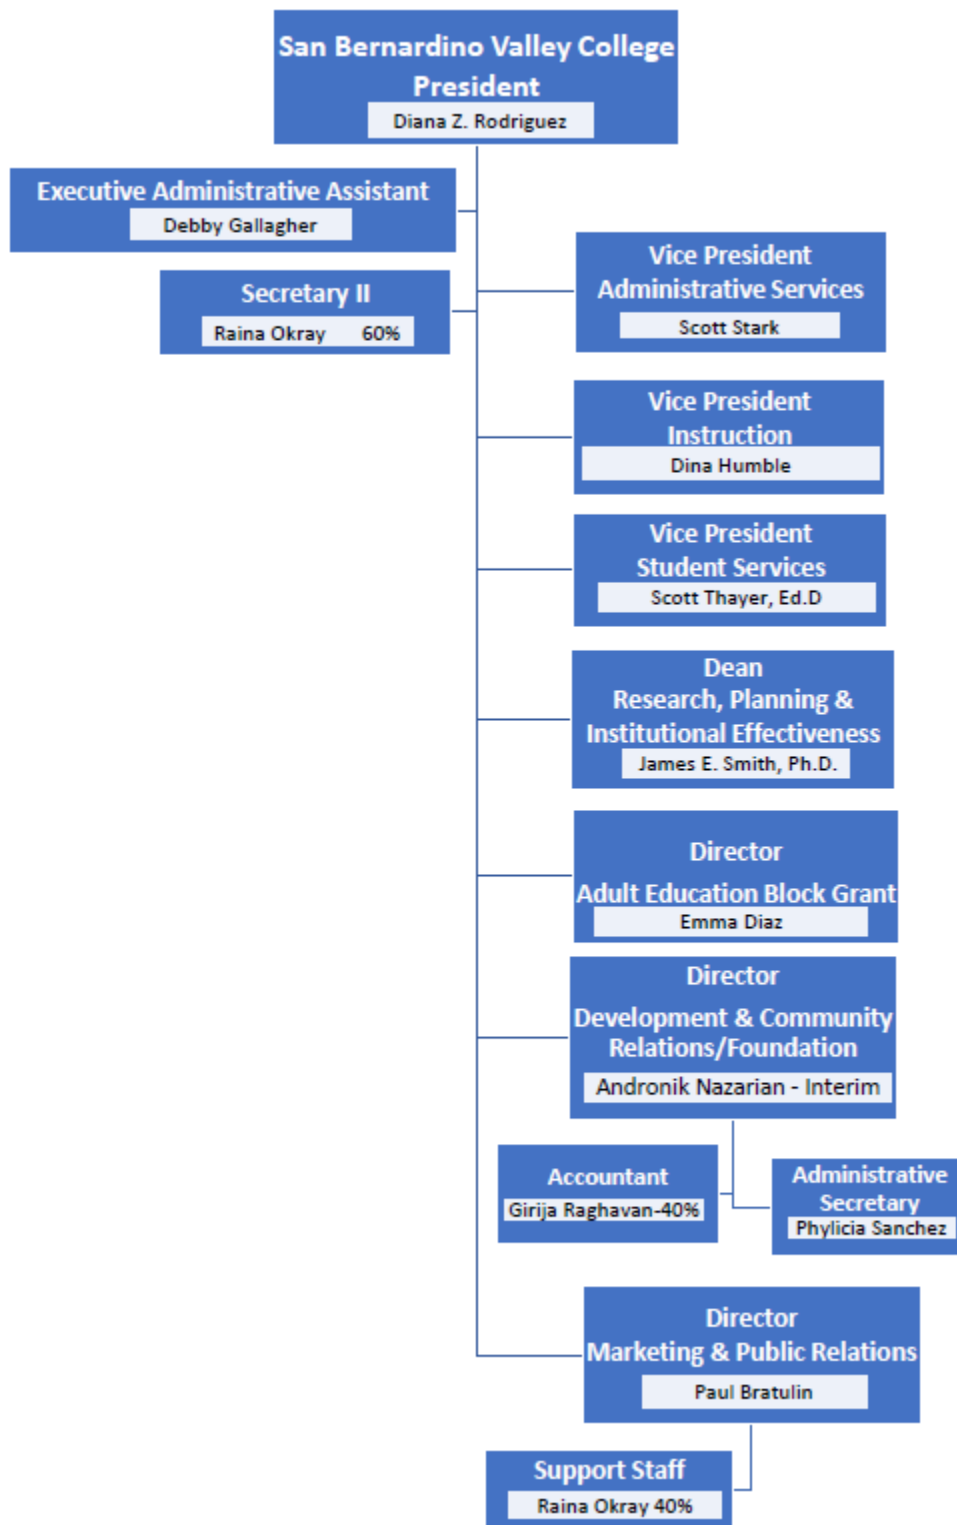 San Bernardino Valley College
President
Diana Z. Rodriguez
Executive Administrative Assistant
Debby Gallagher
Secretary II
Raina Okray 60%
Vice President
Administrative Services
Scott Stark
Vice President
Instruction
Dina Humble
Vice President
Student Services
Scott Thayer, Ed.D
Dean
Research, Planning &
Institutional Effectiveness
James E. Smith, Ph.D.
Director
Adult Education Block Grant
Emma Diaz
Director
Development & Community
Relations/Foundation
Andronik Nazarian - Interim
Accountant
Girija Raghavan-40%
Administrative
Secretary
Phylicia Sanchez
Director
Marketing & Public Relations
Paul Bratulin
Support Staff
Raina Okray 40%